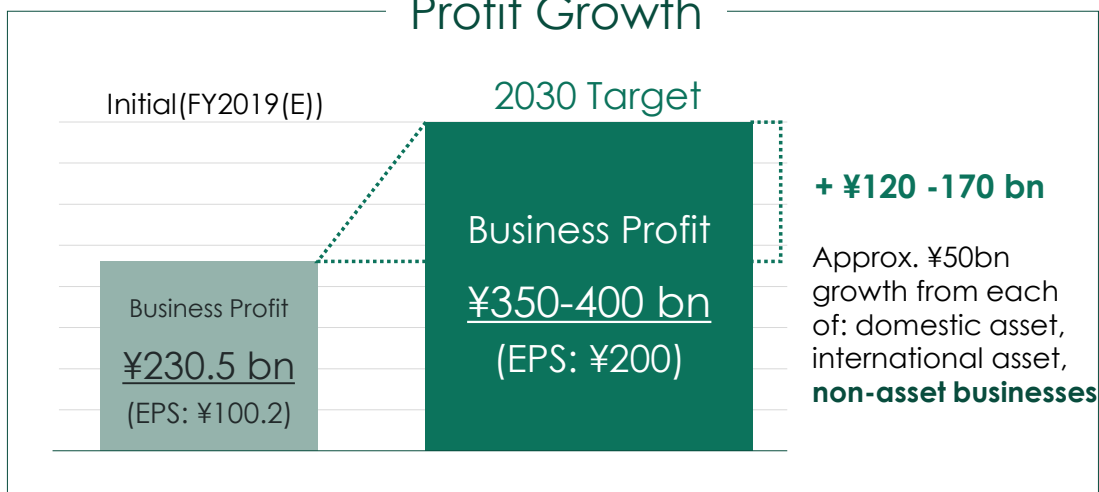 Profit Growth
Initial(FY2019(E))
2030 Target
Business Profit
¥230.5 bn
(EPS: ¥100.2)
Business Profit
¥350-400 bn
(EPS: ¥200)
+ ¥120 -170 bn
Approx. ¥50bn
growth from each
of: domestic asset,
international asset,
non-asset businesses